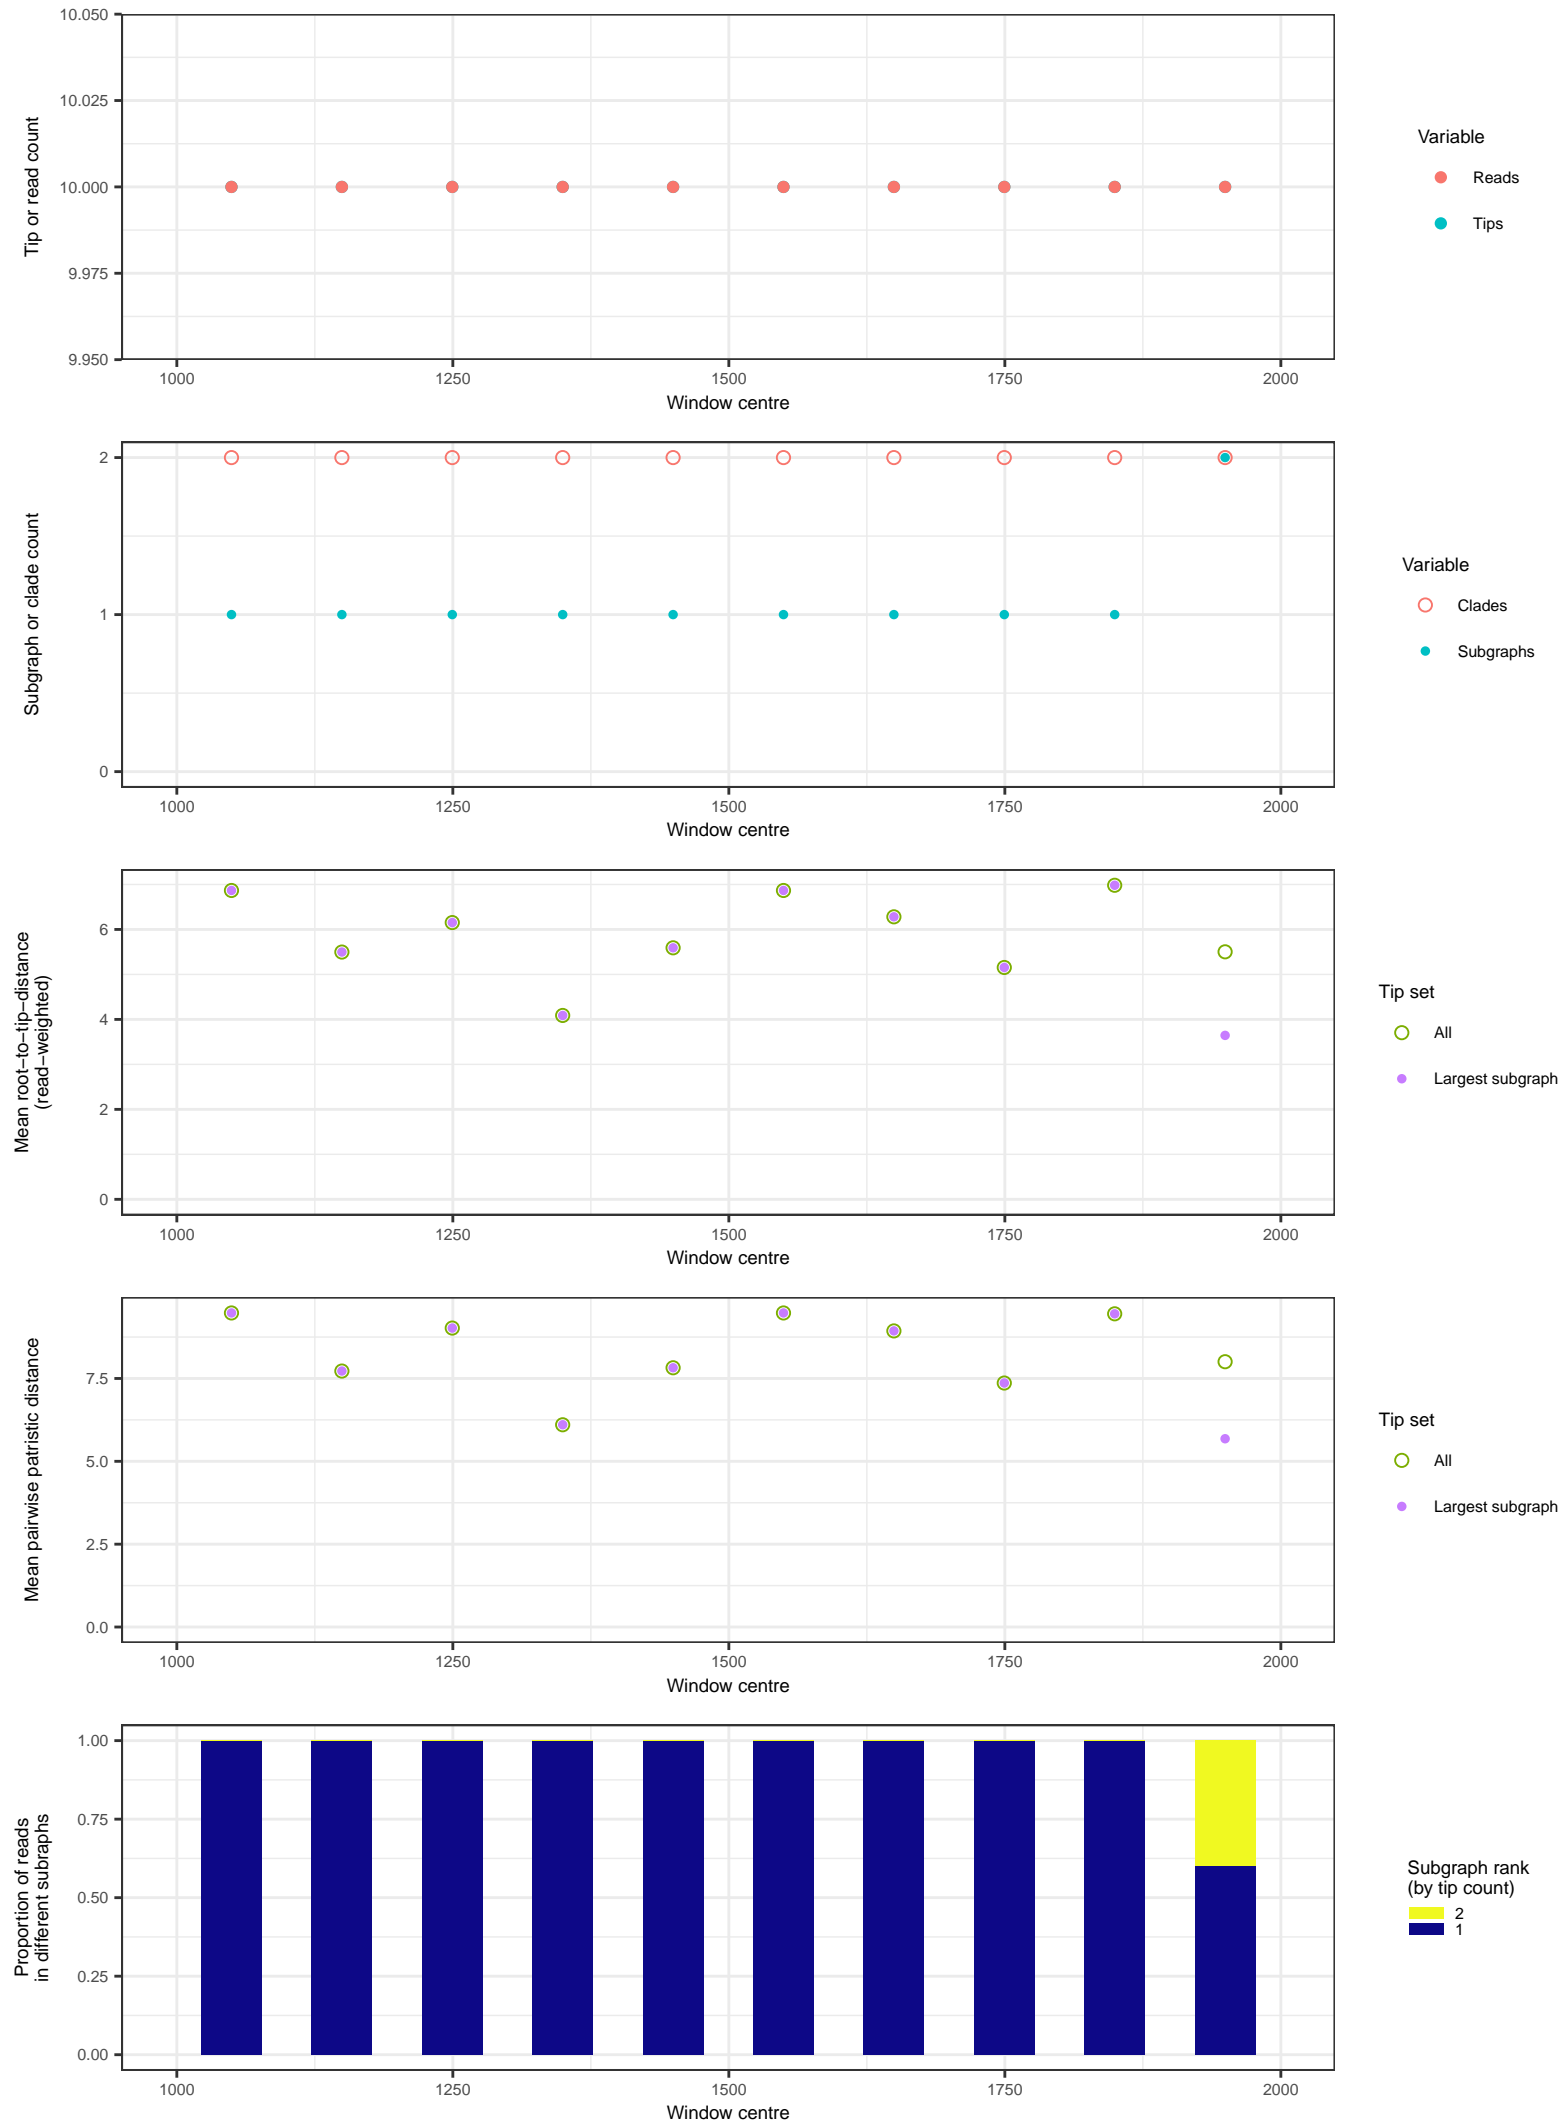 10.050
10.025
10.000
9.975
9.950
Tip or read count
1000 1250 1500 1750 2000
Window centre
Variable
Reads
Tips
2
1
0
Subgraph or clade count
1000 1250 1500 1750 2000
Window centre
Variable
Clades
Subgraphs
6
4
2
0
Mean root−to−tip−distance
(read−weighted)
1000 1250 1500 1750 2000
Window centre
Tip set
All
Largest subgraph
7.5
5.0
2.5
0.0
Mean pairwise patristic distance
1000 1250 1500 1750 2000
Window centre
Tip set
All
Largest subgraph
1.00
0.75
0.50
0.25
0.00
Proportion of reads
in different subraphs
1000 1250 1500 1750 2000
Window centre
Subgraph rank
(by tip count)
2
1